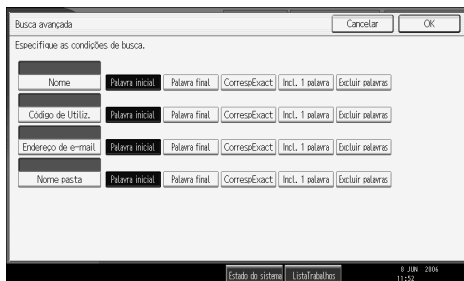 Busca avançada Cancelar OK
Especifique as condições de busca.
Nome Palavra inicial Palavra final CorrespExact Incl. 1 palavra Excluir palavras
Código de Utiliz. Palavra inicial Palavra final CorrespExact Incl. 1 palavra Excluir palavras
Endereço de e-mail Palavra inicial Palavra final CorrespExact Incl. 1 palavra Excluir palavras
Nome pasta Palavra inicial Palavra final CorrespExact Incl. 1 palavra Excluir palavras
Estado do sistema ListaTrabalhos 8 JUN 2006
11:52